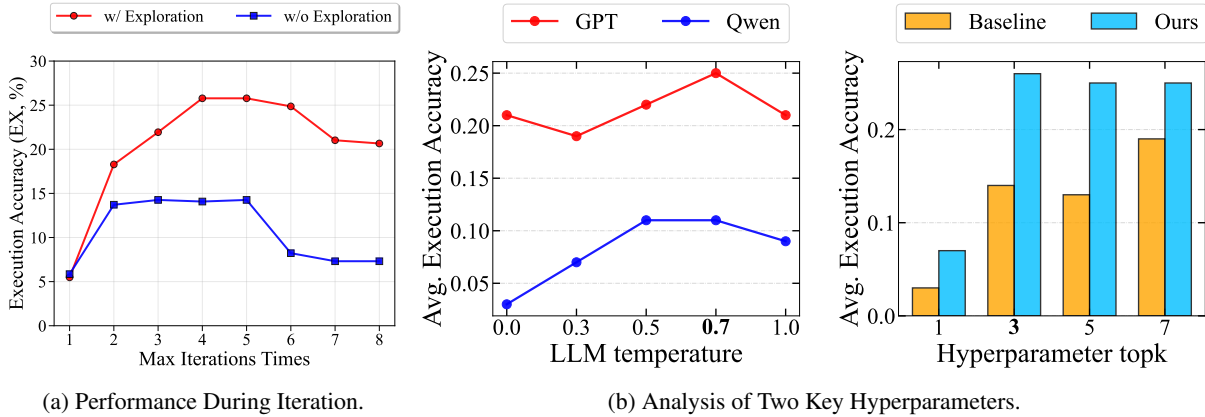 w/ Exploration
w/o Exploration
Execution Accuracy (EX, %)
30
25
20
15
10
5
0
1 2 3 4 5 6 7 8
Max Iterations Times
(a) Performance During Iteration.
GPT
Qwen
Avg. Execution Accuracy
0.25
0.20
0.15
0.10
0.05
0.0 0.3 0.5 0.7 1.0
LLM temperature
Baseline
Ours
Avg. Execution Accuracy
0.2
0.1
0.0
1 3 5 7
Hyperparameter topk
(b) Analysis of Two Key Hyperparameters.